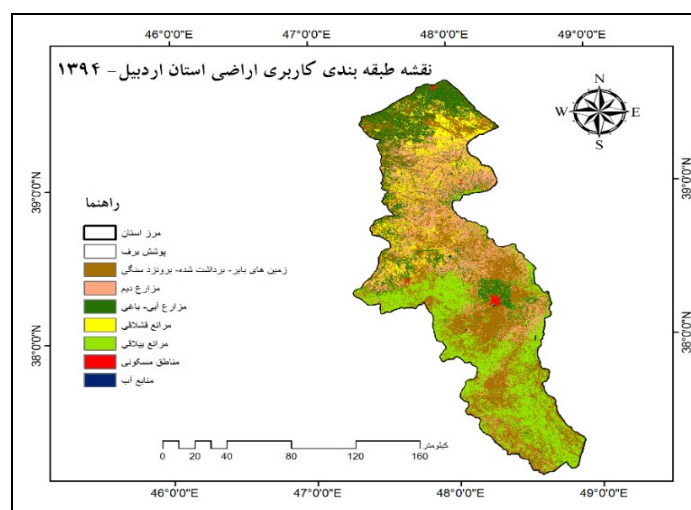 46°0'0"E 47°0'0"E 48°0'0"E 49°0'0"E
نقشه طبقه بندی کاربری اراضی استان اردبیل - ۱۳۹۴
N
W E
S
39°0'0"N 39°0'0"N
راهنما
مرز استان
پوشش برف
زمین های بایر- برداشت شده- برونزد سنگی
مزارع دیم
مزارع آبی- باغی
مراتع قشلاقی
مراتع ییلاقی
مناطق مسکونی
منابع آب
38°0'0"N 38°0'0"N
کیلومتر
0 20 40 80 120 160
46°0'0"E 47°0'0"E 48°0'0"E 49°0'0"E